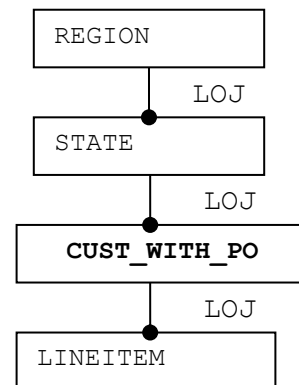 REGION
LOJ
STATE
LOJ
CUST_WITH_PO
LOJ
LINEITEM